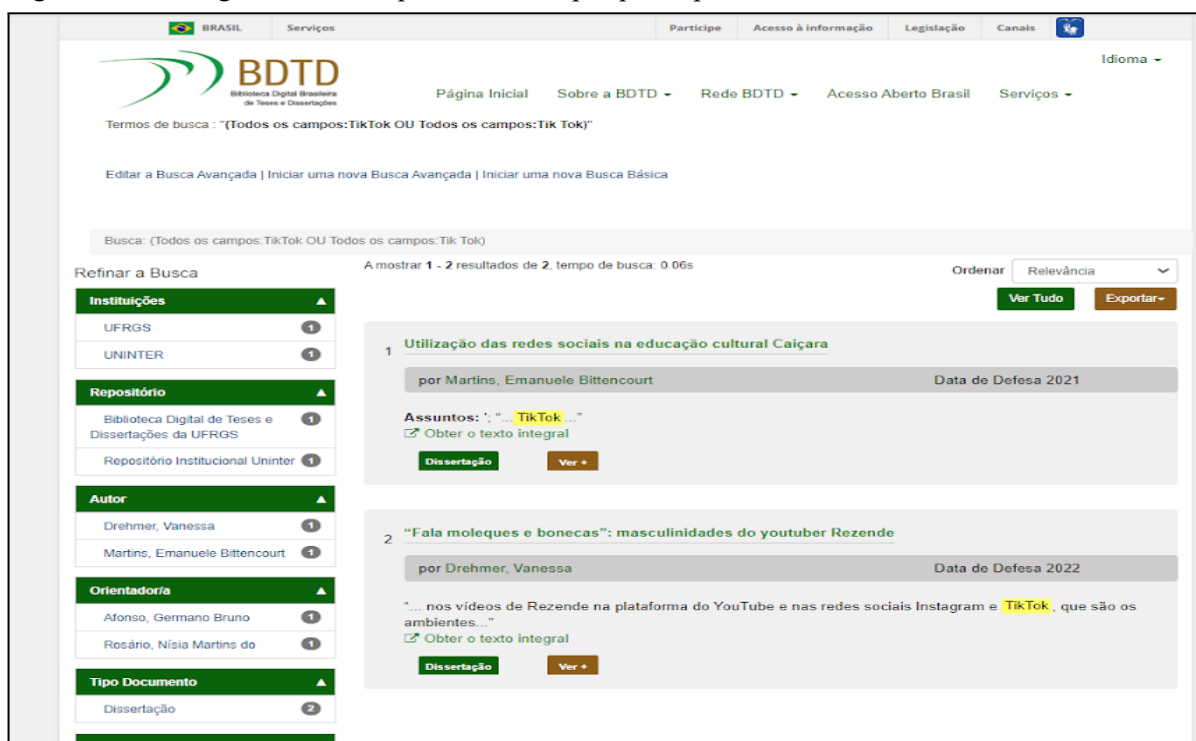 BRASIL Serviços Participe Acesso à informação Legislação Canais
Idioma
BDTD
Biblioteca Digital Brasileira
de Teses e Dissertações
Página Inicial Sobre a BDTD Rede BDTD Acesso Aberto Brasil Serviços
Termos de busca : "(Todos os campos:TikTok OU Todos os campos:Tik Tok)"
Editar a Busca Avançada | Iniciar uma nova Busca Avançada | Iniciar uma nova Busca Básica
Busca: (Todos os campos:TikTok OU Todos os campos:Tik Tok)
Refinar a Busca
A mostrar 1 - 2 resultados de 2, tempo de busca: 0.06s
Ordenar Relevância
Ver Tudo Exportar
Instituições
UFRGS 1
UNINTER 1
Repositório
Biblioteca Digital de Teses e 1
Dissertações da UFRGS
Repositório Institucional Uninter 1
Autor
Drehmer, Vanessa 1
Martins, Emanuele Bittencourt 1
Orientador/a
Afonso, Germano Bruno 1
Rosário, Nísia Martins do 1
Tipo Documento
Dissertação 2
1 Utilização das redes sociais na educação cultural Caiçara
por Martins, Emanuele Bittencourt Data de Defesa 2021
Assuntos: '; "... TikTok ..."
Obter o texto integral
Dissertação Ver +
2 "Fala moleques e bonecas": masculinidades do youtuber Rezende
por Drehmer, Vanessa Data de Defesa 2022
"... nos vídeos de Rezende na plataforma do YouTube e nas redes sociais Instagram e TikTok , que são os
ambientes..."
Obter o texto integral
Dissertação Ver +